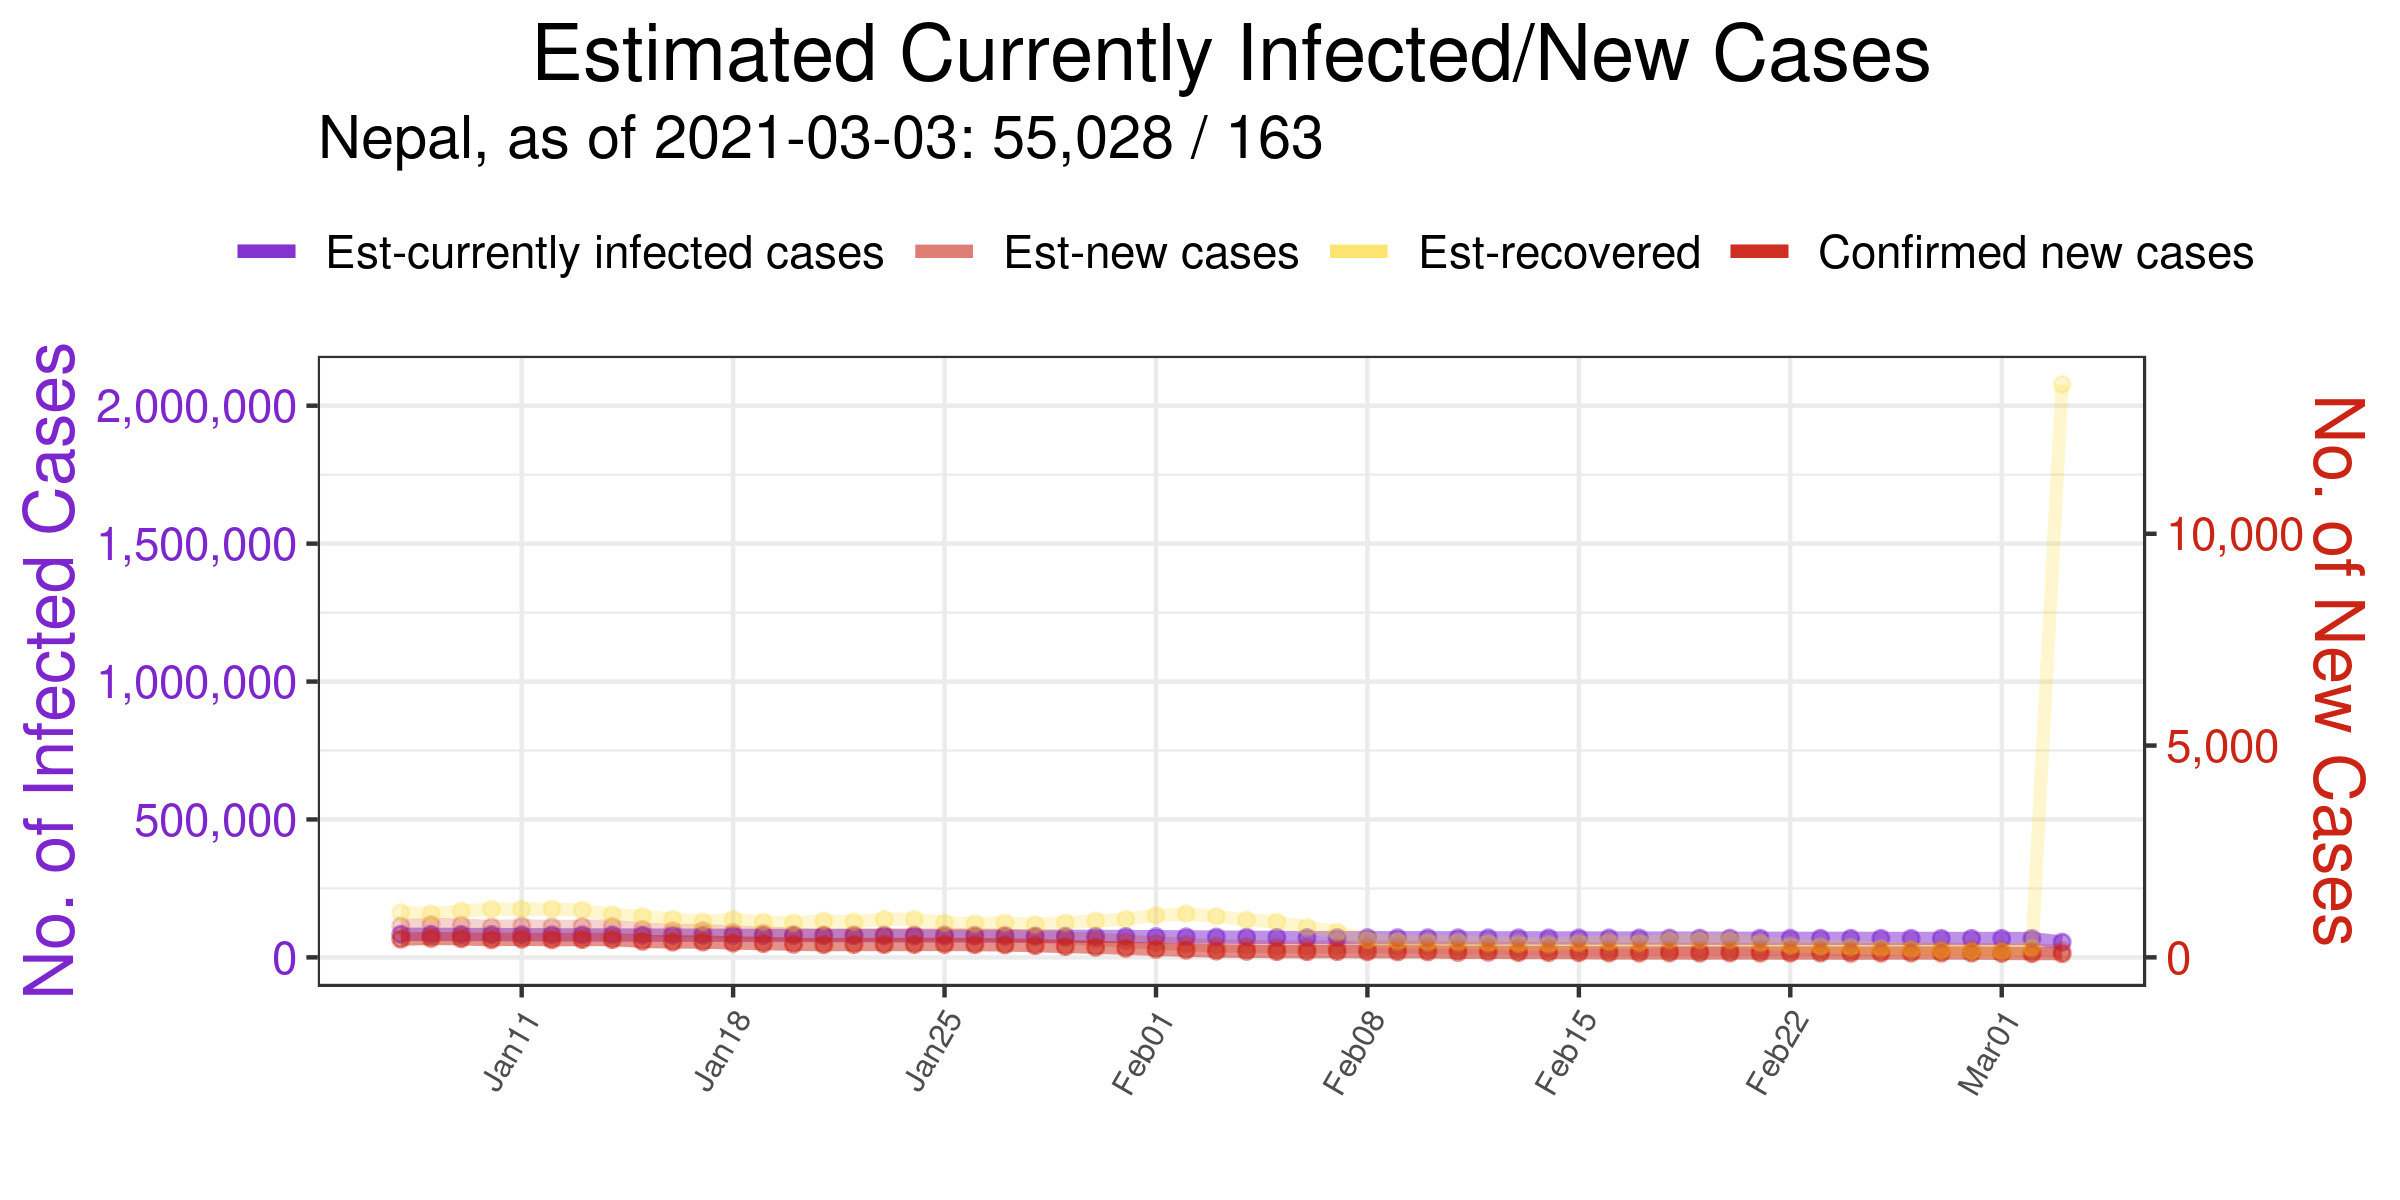 Estimated Currently Infected/New Cases
Nepal, as of 2021-03-03: 55,028 / 163
Est-currently infected cases Est-new cases Est-recovered Confirmed new cases
No. of Infected Cases
2,000,000
1,500,000
1,000,000
500,000
0
10,000
5,000
0
No. of New Cases
Jan11 Jan18 Jan25 Feb01 Feb08 Feb15 Feb22 Mar01